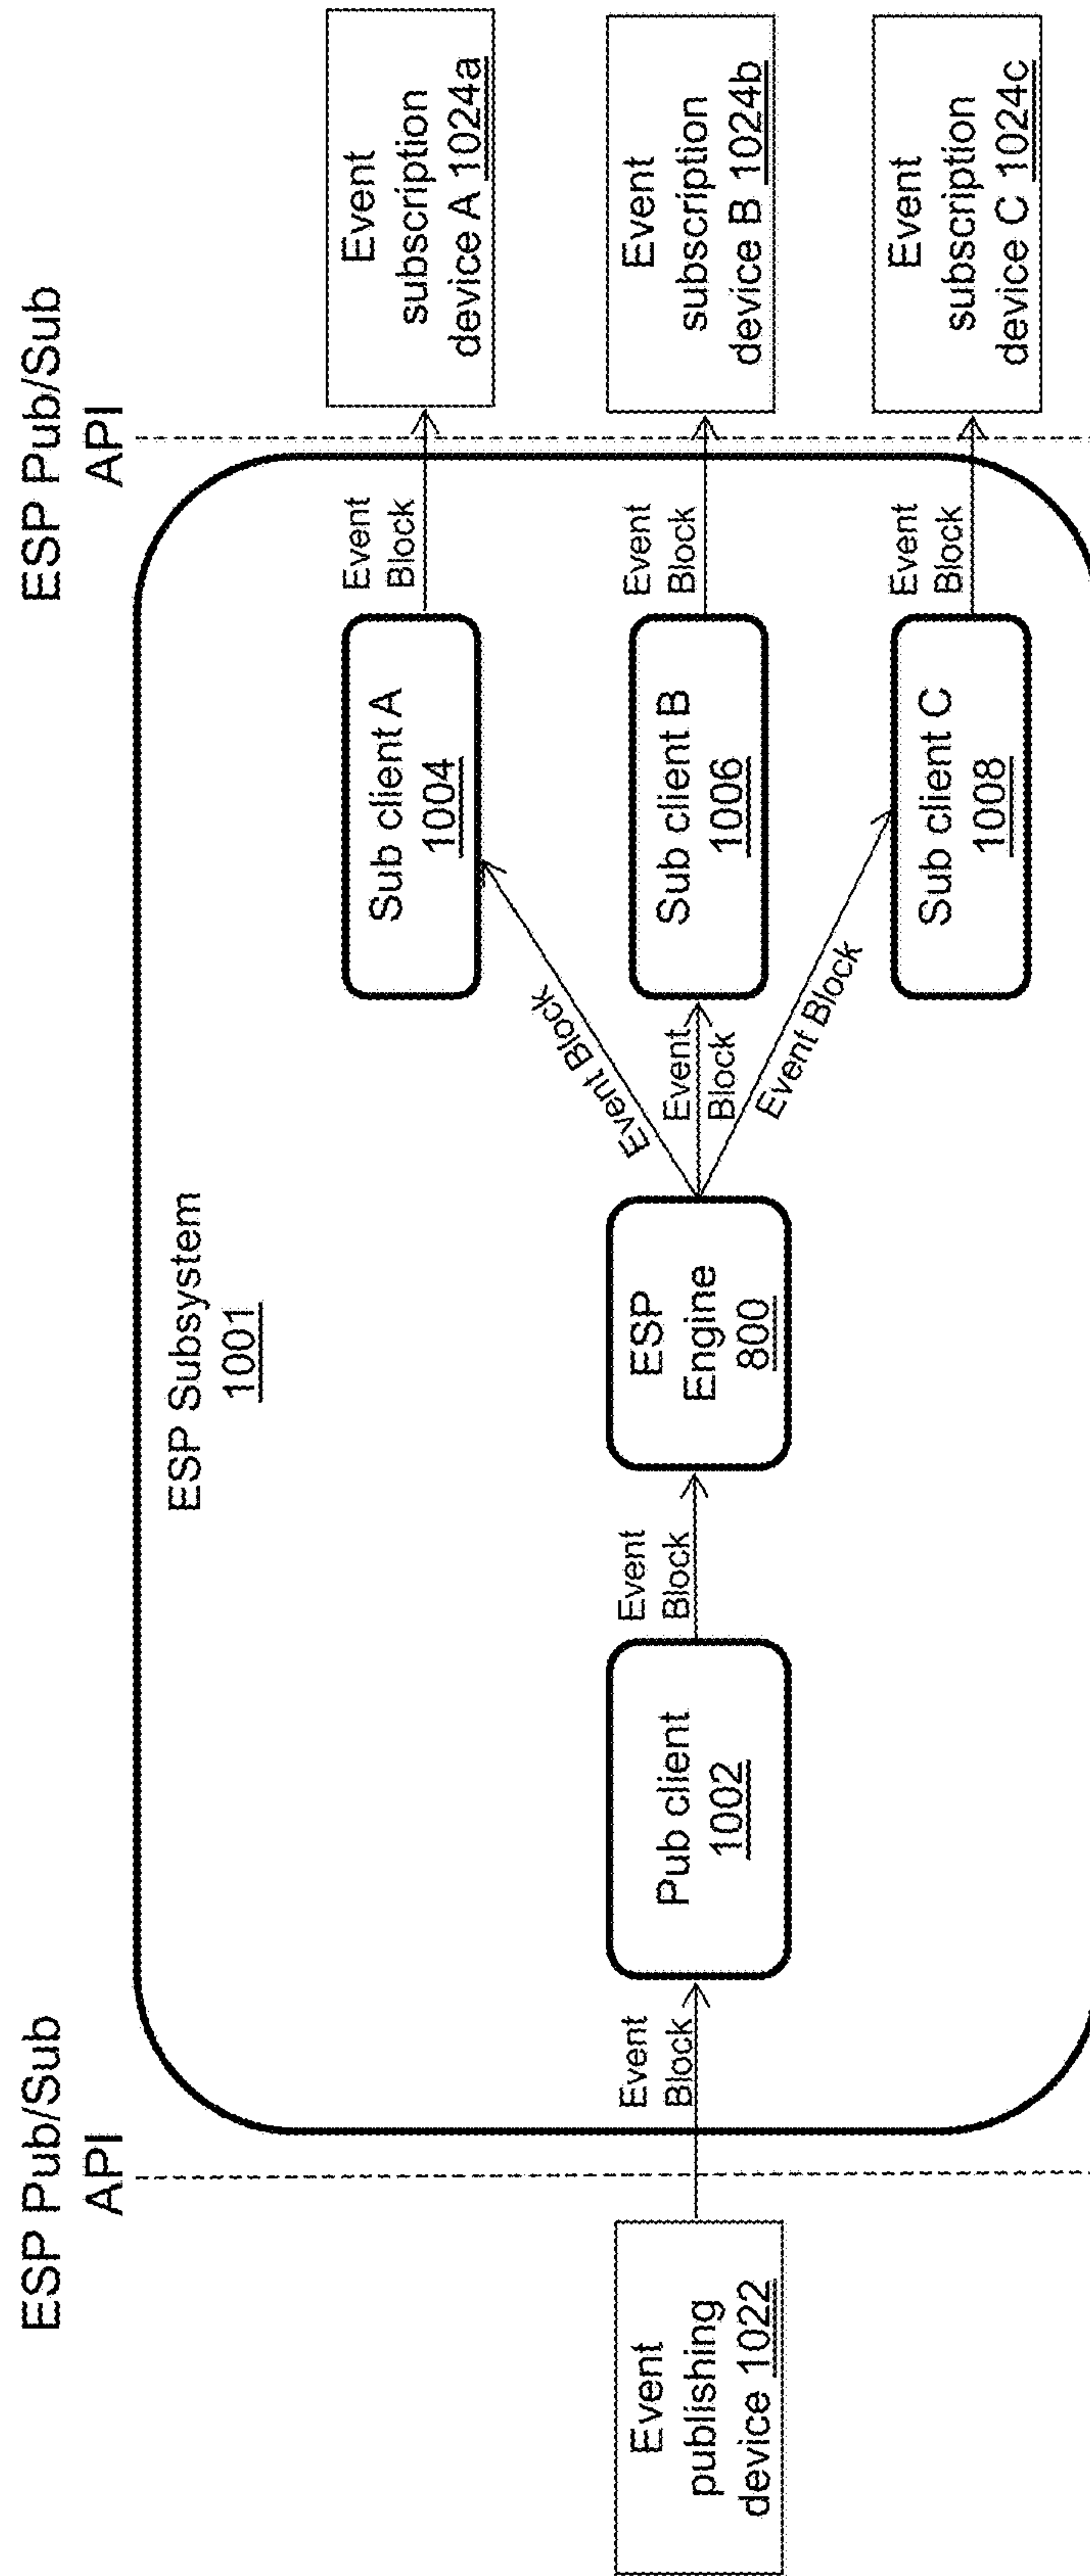 ESP Pub/Sub
API
ESP Pub/Sub
API
ESP Subsystem
1001
Event
publishing
device 1022
Event
Block
Pub client
1002
Event
Block
ESP
Engine
800
Event Block
Event
Block
Event Block
Sub client A
1004
Sub client B
1006
Sub client C
1008
Event
Block
Event
Block
Event
Block
Event
subscription
device A 1024a
Event
subscription
device B 1024b
Event
subscription
device C 1024c